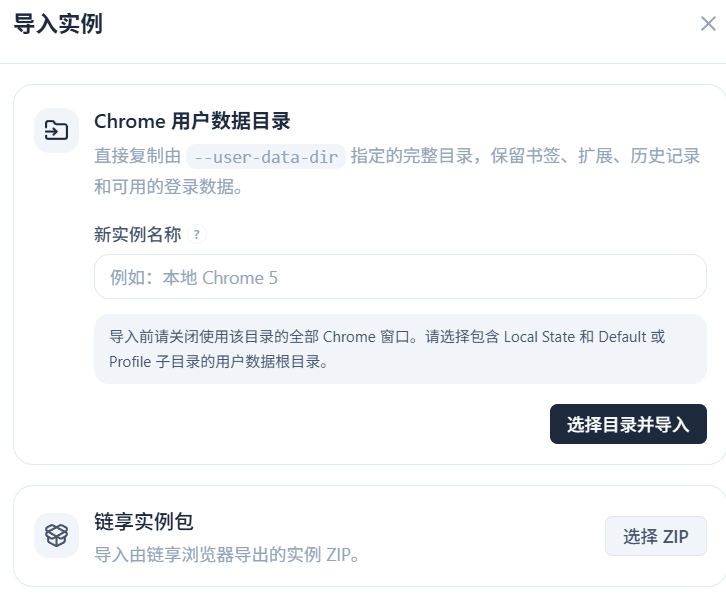 导入实例
Chrome 用户数据目录
直接复制由 --user-data-dir 指定的完整目录，保留书签、扩展、历史记录
和可用的登录数据。
新实例名称 ?
例如：本地 Chrome 5
导入前请关闭使用该目录的全部 Chrome 窗口。请选择包含 Local State 和 Default 或
Profile 子目录的用户数据根目录。
选择目录并导入
链享实例包
导入由链享浏览器导出的实例 ZIP。
选择 ZIP